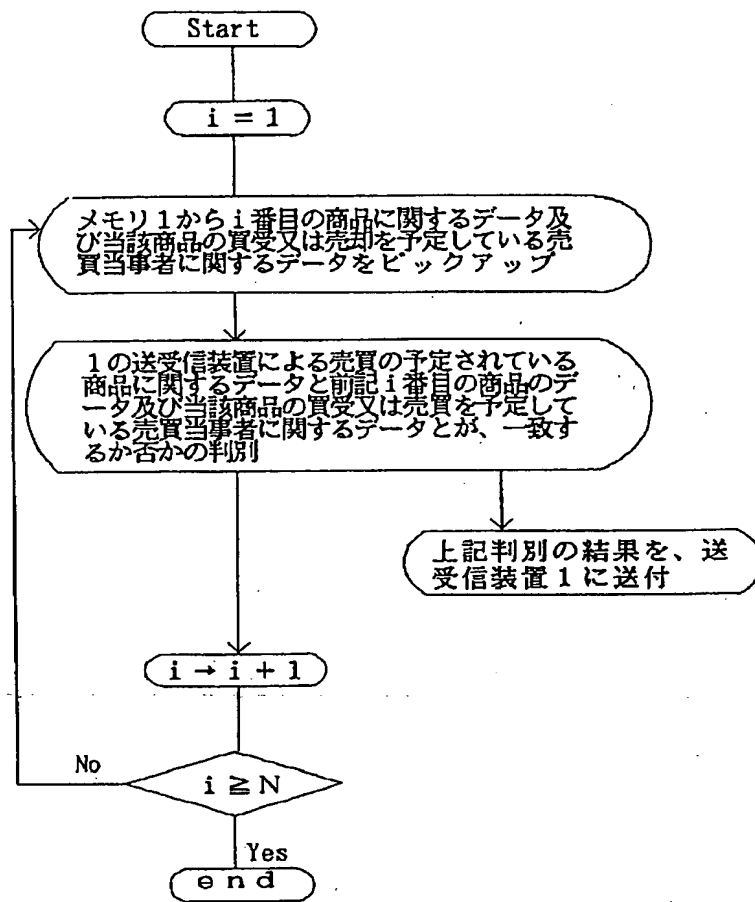 Start
i = 1
メモリ1からi番目の商品に関するデータ及
び当該商品の買受又は売却を予定している売
買当事者に関するデータをピックアップ
1の送受信装置による売買の予定されている
商品に関するデータと前記i番目の商品のデ
ータ及び当該商品の買受又は売買を予定して
いる売買当事者に関するデータとが、一致す
るか否かの判別
上記判別の結果を、送
受信装置1に送付
i → i + 1
No
i ≧ N
Yes
end